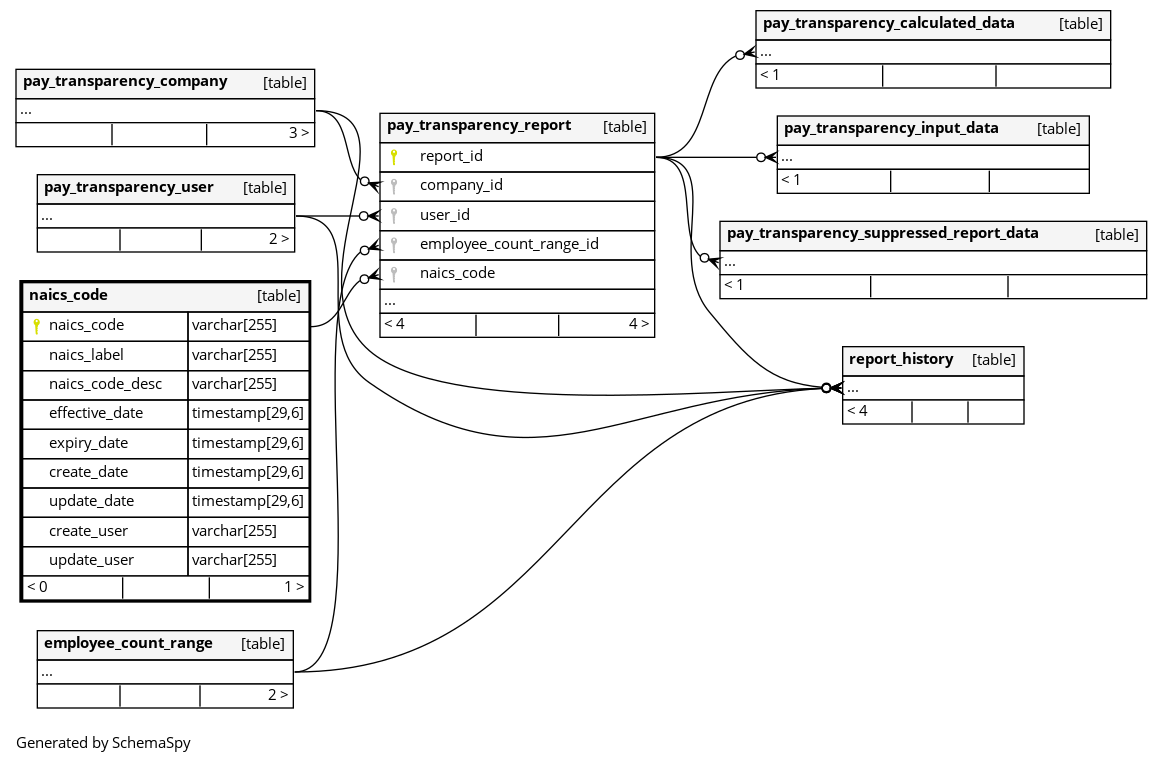 pay_transparency_calculated_data [table]
...
< 1
pay_transparency_company [table]
...
3 >
pay_transparency_report [table]
report_id
company_id
user_id
employee_count_range_id
naics_code
...
< 4 4 >
pay_transparency_input_data [table]
...
< 1
pay_transparency_user [table]
...
2 >
pay_transparency_suppressed_report_data [table]
...
< 1
naics_code [table]
naics_code varchar[255]
naics_label varchar[255]
naics_code_desc varchar[255]
effective_date timestamp[29,6]
expiry_date timestamp[29,6]
create_date timestamp[29,6]
update_date timestamp[29,6]
create_user varchar[255]
update_user varchar[255]
< 0 1 >
report_history [table]
...
< 4
employee_count_range [table]
...
2 >
Generated by SchemaSpy